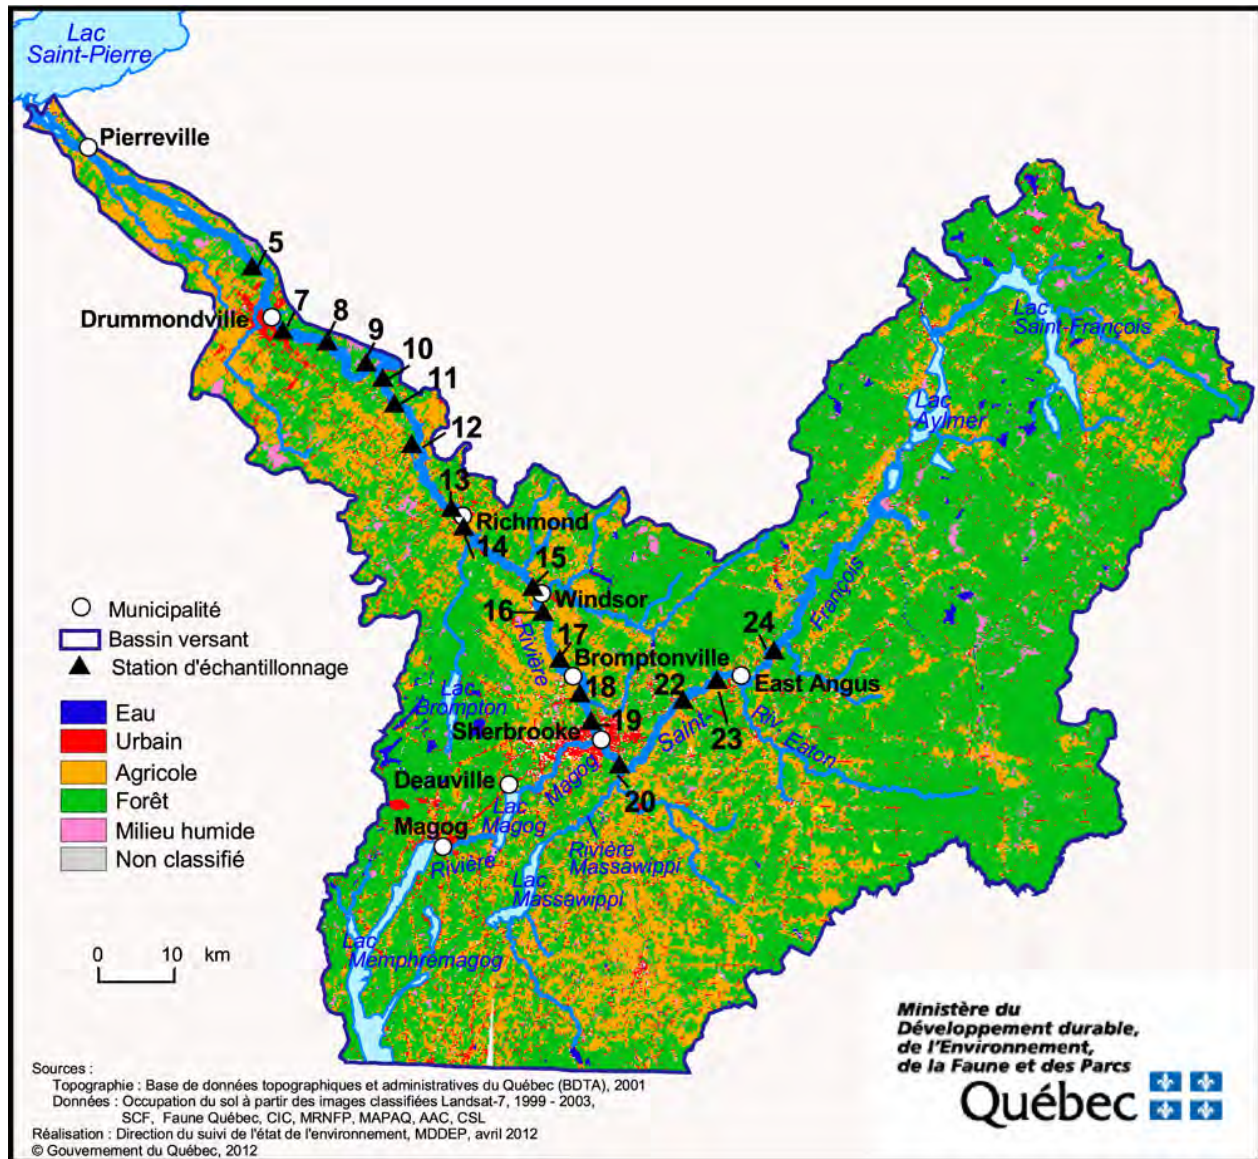 Lac
Saint-Pierre
Pierreville
5
7
Drummondville
8
9
10
11
12
13
Richmond
14
15
Windsor
16
Rivière
17
Bromptonville
18
19
Sherbrooke
20
22
23
24
East Angus
Saint-
François
Riv. Eaton
Lac
Saint-François
Lac
Aylmer
Lac
Brompton
Deauville
Magog
Lac
Magog
Magog
Rivière
Rivière
Massawippi
Lac
Massawippi
Lac
Memphrémagog
Municipalité
Bassin versant
Station d'échantillonnage
Eau
Urbain
Agricole
Forêt
Milieu humide
Non classifié
0 10 km
Sources :
Topographie : Base de données topographiques et administratives du Québec (BDTA), 2001
Données : Occupation du sol à partir des images classifiées Landsat-7, 1999 - 2003,
SCF, Faune Québec, CIC, MRNFP, MAPAQ, AAC, CSL
Réalisation : Direction du suivi de l'état de l'environnement, MDDEP, avril 2012
© Gouvernement du Québec, 2012
Ministère du
Développement durable,
de l'Environnement,
de la Faune et des Parcs
Québec